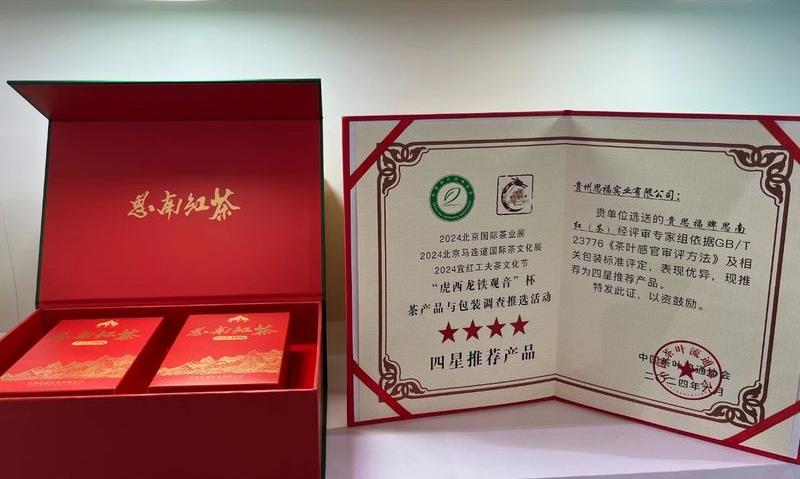 思南红茶
思南红茶
思南红茶
2024北京国际茶业展
2024北京马连道国际茶文化展
2024宜红工夫茶文化节
“虎西龙铁观音”杯
茶产品与包装调查推选活动
四星推荐产品
贵州思福实业有限公司：
贵单位选送的贵思福牌思南
红（茶）经评审专家组依据GB/T
23776《茶叶感官审评方法》及相
关包装标准评定，表现优异，现推
荐为四星推荐产品。
特发此证，以资鼓励。
中国茶叶流通协会
二〇二四年 月